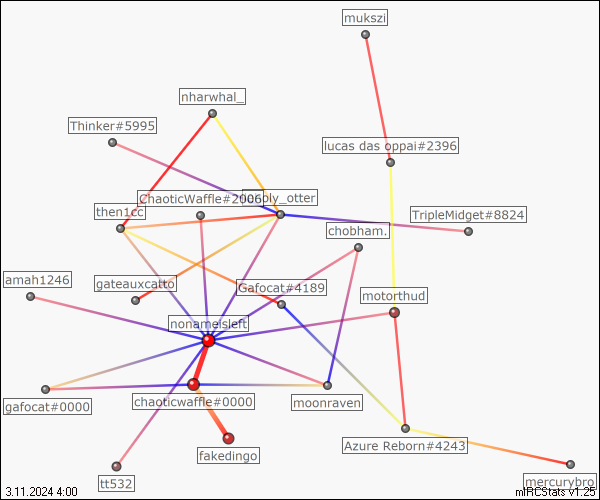 mukszi
nharwhal_
Thinker#5995
lucas das oppai#2396
ChaoticWaffle#2006
ply_otter
then1cc
TripleMidget#8824
chobham.
amah1246
gateauxcatto
Gafocat#4189
motorthud
nonameisleft
gafocat#0000
chaoticwaffle#0000
moonraven
Azure Reborn#4243
fakedingo
tt532
mercurybro
3.11.2024 4:00
mIRCStats v1.25